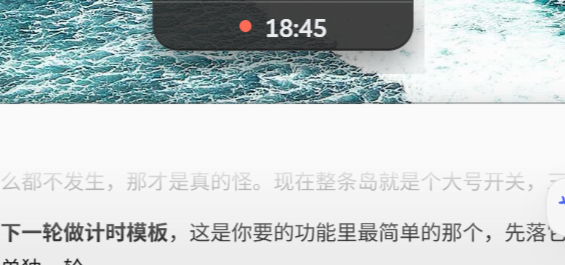 18:45
么都不发生，那才是真的怪。现在整条岛就是个大号开关，三
下一轮做计时模板，这是你要的功能里最简单的那个，先落它